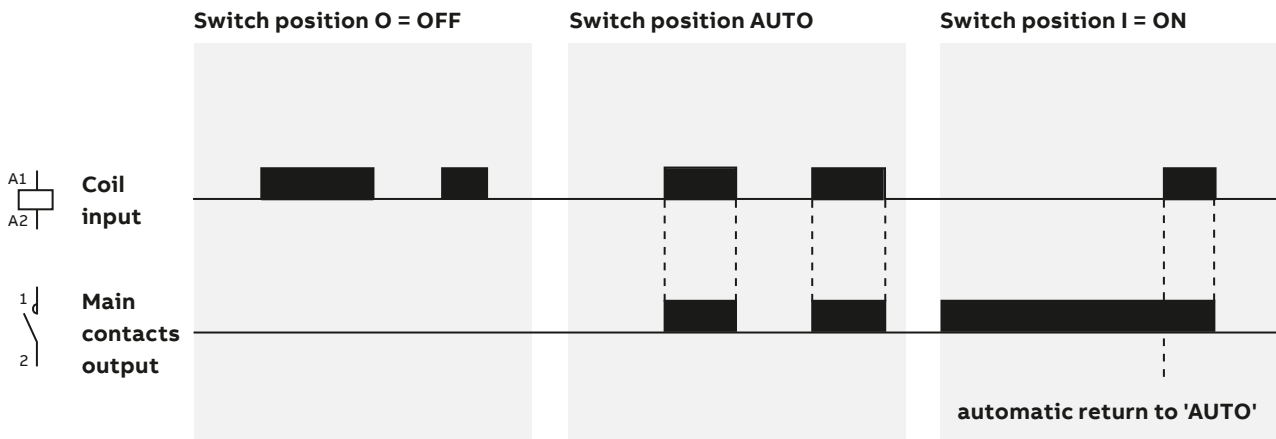 Switch position O = OFF
Switch position AUTO
Switch position I = ON
A1
A2
Coil
input
1
2
Main
contacts
output
automatic return to 'AUTO'